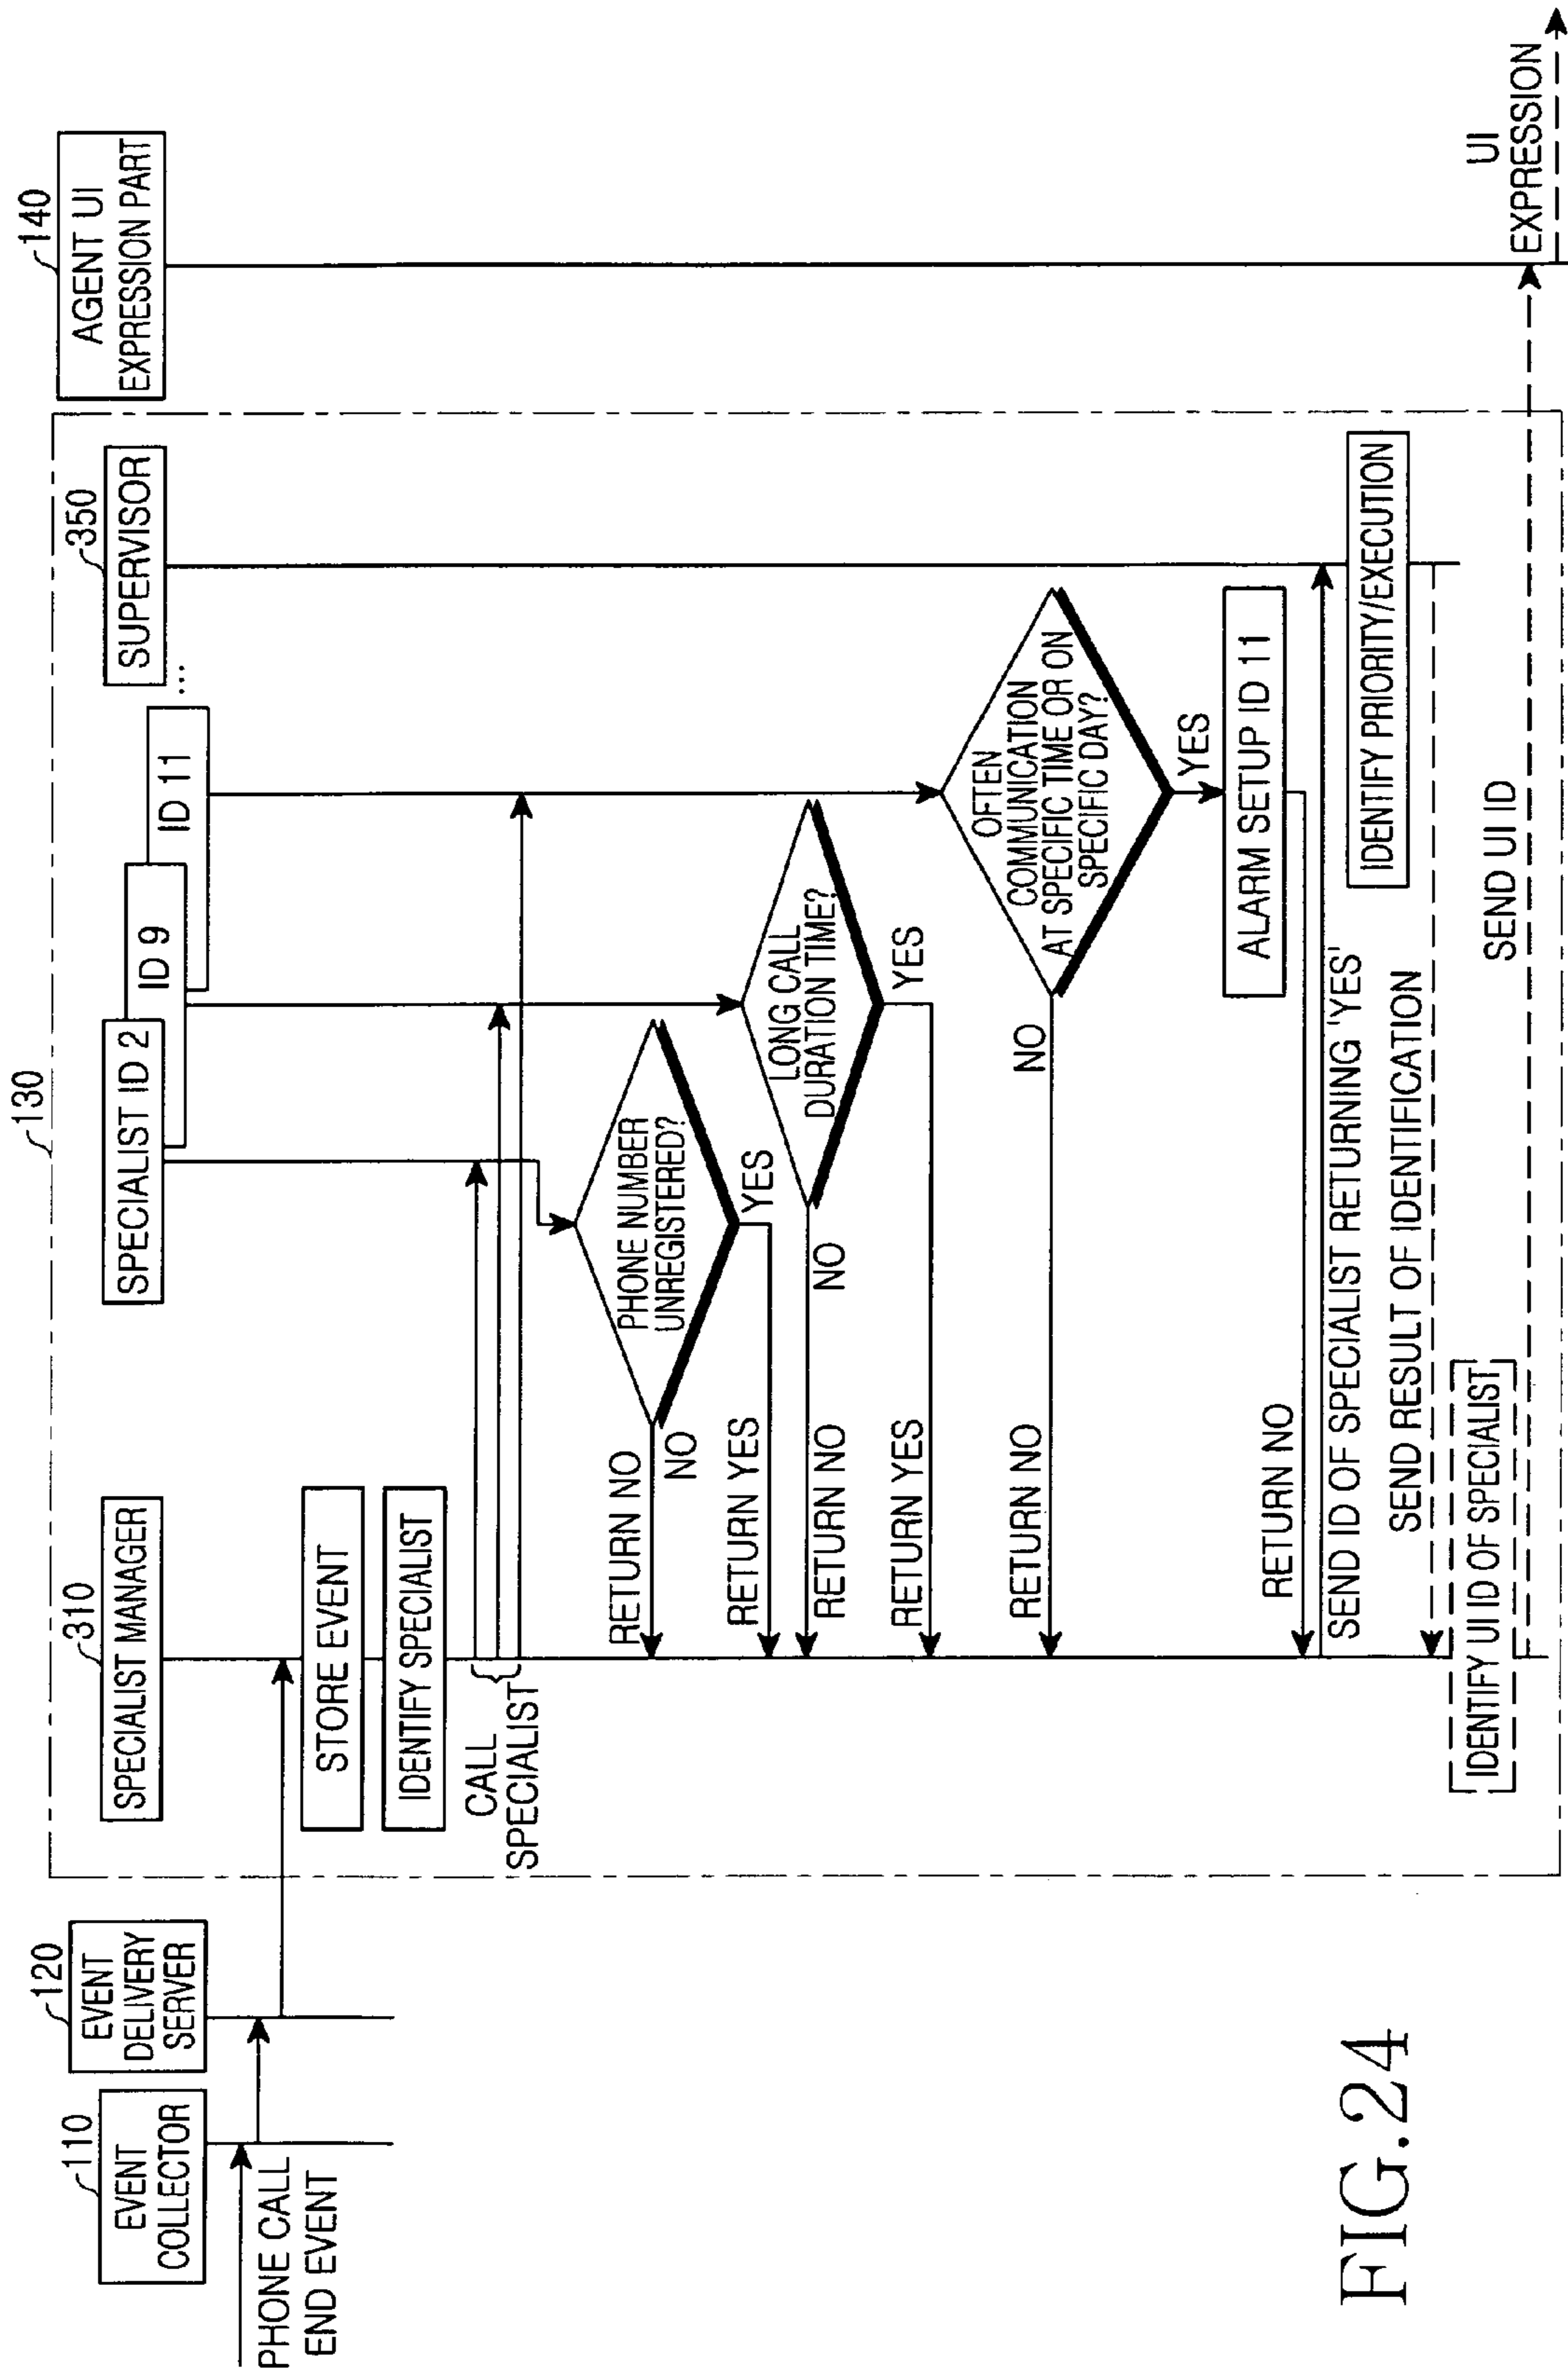 110
EVENT
COLLECTOR
120
EVENT
DELIVERY
SERVER
PHONE CALL
END EVENT
130
310
SPECIALIST MANAGER
SPECIALIST ID 2
ID 9
ID 11
...
350
SUPERVISOR
140
AGENT UI
EXPRESSION PART
STORE EVENT
IDENTIFY SPECIALIST
CALL
SPECIALIST
PHONE NUMBER
UNREGISTERED?
RETURN NO
NO
YES
RETURN YES
LONG CALL
DURATION TIME?
NO
RETURN NO
YES
RETURN YES
OFTEN
COMMUNICATION
AT SPECIFIC TIME OR ON
SPECIFIC DAY?
NO
RETURN NO
YES
ALARM SETUP ID 11
RETURN NO
SEND ID OF SPECIALIST RETURNING 'YES'
IDENTIFY PRIORITY/EXECUTION
SEND RESULT OF IDENTIFICATION
IDENTIFY UI ID OF SPECIALIST
SEND UI ID
UI
EXPRESSION
FIG.24